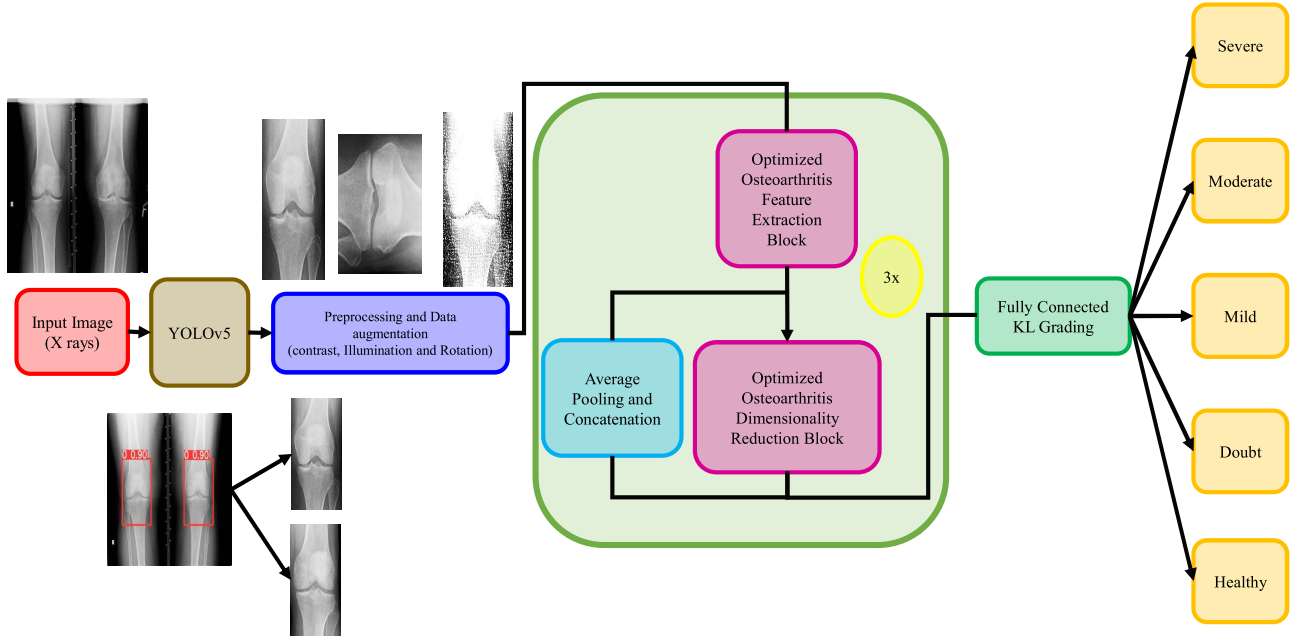 Input Image
(X rays)
YOLOv5
Preprocessing and Data
augmentation
(contrast, Illumination and Rotation)
0 0.90
0 0.90
Optimized
Osteoarthritis
Feature
Extraction
Block
3x
Average
Pooling and
Concatenation
Optimized
Osteoarthritis
Dimensionality
Reduction Block
Fully Connected
KL Grading
Severe
Moderate
Mild
Doubt
Healthy